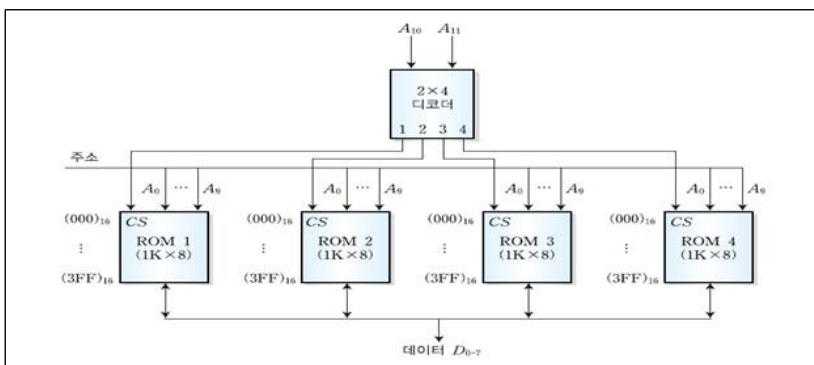 A10 A11
2×4
디코더
1 2 3 4
주소
A0 … A9 A0 … A9 A0 … A9 A0 … A9
(000)16 CS (000)16 CS (000)16 CS (000)16 CS
⋮ ROM 1 ⋮ ROM 2 ⋮ ROM 3 ⋮ ROM 4
(1K×8) (1K×8) (1K×8) (1K×8)
(3FF)16 (3FF)16 (3FF)16 (3FF)16
데이터 D0-7